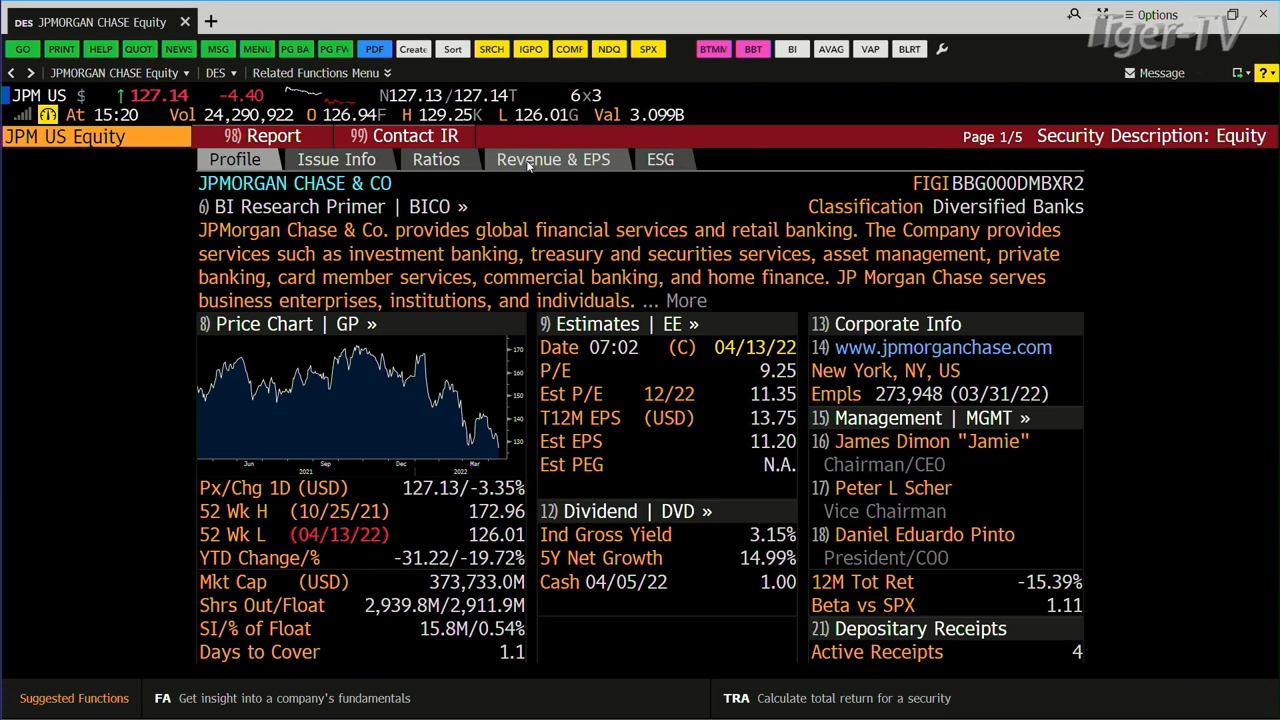 DES JPMORGAN CHASE Equity × +
Options
Tiger-TV
GO PRINT HELP QUOT NEWS MSG MENU PG BA PG FW PDF Create Sort SRCH IGPO COMF NDQ SPX BTMM BBT BI AVAG VAP BLRT
JPMORGAN CHASE Equity DES Related Functions Menu Message ?
JPM US $ ↑127.14 -4.40 N127.13/127.14T 6x3
At 15:20 Vol 24,290,922 O 126.94F H 129.25K L 126.01G Val 3.099B
JPM US Equity 98) Report 99) Contact IR Page 1/5 Security Description: Equity
Profile Issue Info Ratios Revenue & EPS ESG
JPMORGAN CHASE & CO FIGI BBG000DMBXR2
6) BI Research Primer | BICO » Classification Diversified Banks
JPMorgan Chase & Co. provides global financial services and retail banking. The Company provides
services such as investment banking, treasury and securities services, asset management, private
banking, card member services, commercial banking, and home finance. JP Morgan Chase serves
business enterprises, institutions, and individuals. ... More
8) Price Chart | GP »
170
160
150
140
130
Jun Sep Dec Mar
2021 2022
Px/Chg 1D (USD) 127.13/-3.35%
52 Wk H (10/25/21) 172.96
52 Wk L (04/13/22) 126.01
YTD Change/% -31.22/-19.72%
Mkt Cap (USD) 373,733.0M
Shrs Out/Float 2,939.8M/2,911.9M
SI/% of Float 15.8M/0.54%
Days to Cover 1.1
9) Estimates | EE »
Date 07:02 (C) 04/13/22
P/E 9.25
Est P/E 12/22 11.35
T12M EPS (USD) 13.75
Est EPS 11.20
Est PEG N.A.
12) Dividend | DVD »
Ind Gross Yield 3.15%
5Y Net Growth 14.99%
Cash 04/05/22 1.00
13) Corporate Info
14) www.jpmorganchase.com
New York, NY, US
Empls 273,948 (03/31/22)
15) Management | MGMT »
16) James Dimon "Jamie"
Chairman/CEO
17) Peter L Scher
Vice Chairman
18) Daniel Eduardo Pinto
President/COO
12M Tot Ret -15.39%
Beta vs SPX 1.11
21) Depositary Receipts
Active Receipts 4
Suggested Functions FA Get insight into a company's fundamentals TRA Calculate total return for a security